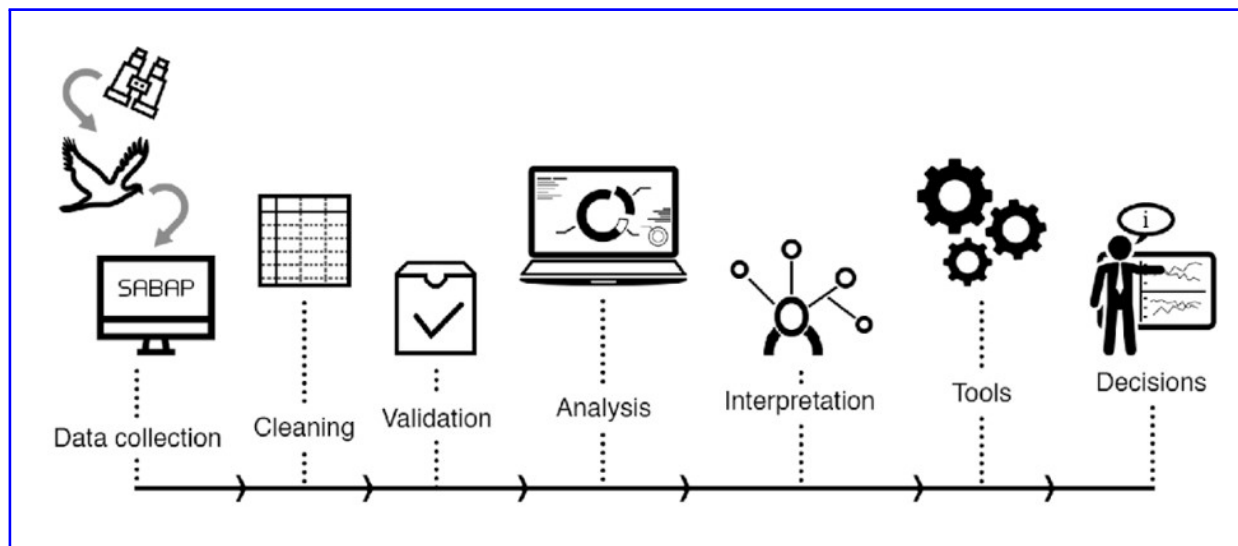 SABAP
i
Data collection
Cleaning
Validation
Analysis
Interpretation
Tools
Decisions